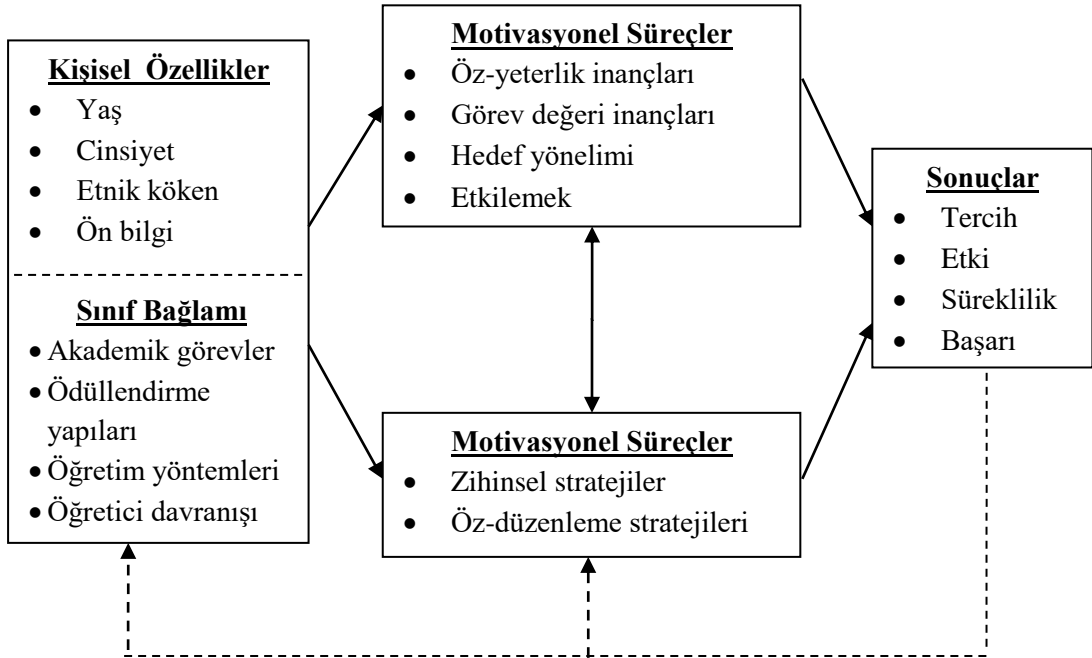 Kişisel Özellikler
• Yaş
• Cinsiyet
• Etnik köken
• Ön bilgi
Sınıf Bağlamı
• Akademik görevler
• Ödüllendirme
yapıları
• Öğretim yöntemleri
• Öğretici davranışı
Motivasyonel Süreçler
• Öz-yeterlik inançları
• Görev değeri inançları
• Hedef yönelimi
• Etkilemek
Motivasyonel Süreçler
• Zihinsel stratejiler
• Öz-düzenleme stratejileri
Sonuçlar
• Tercih
• Etki
• Süreklilik
• Başarı